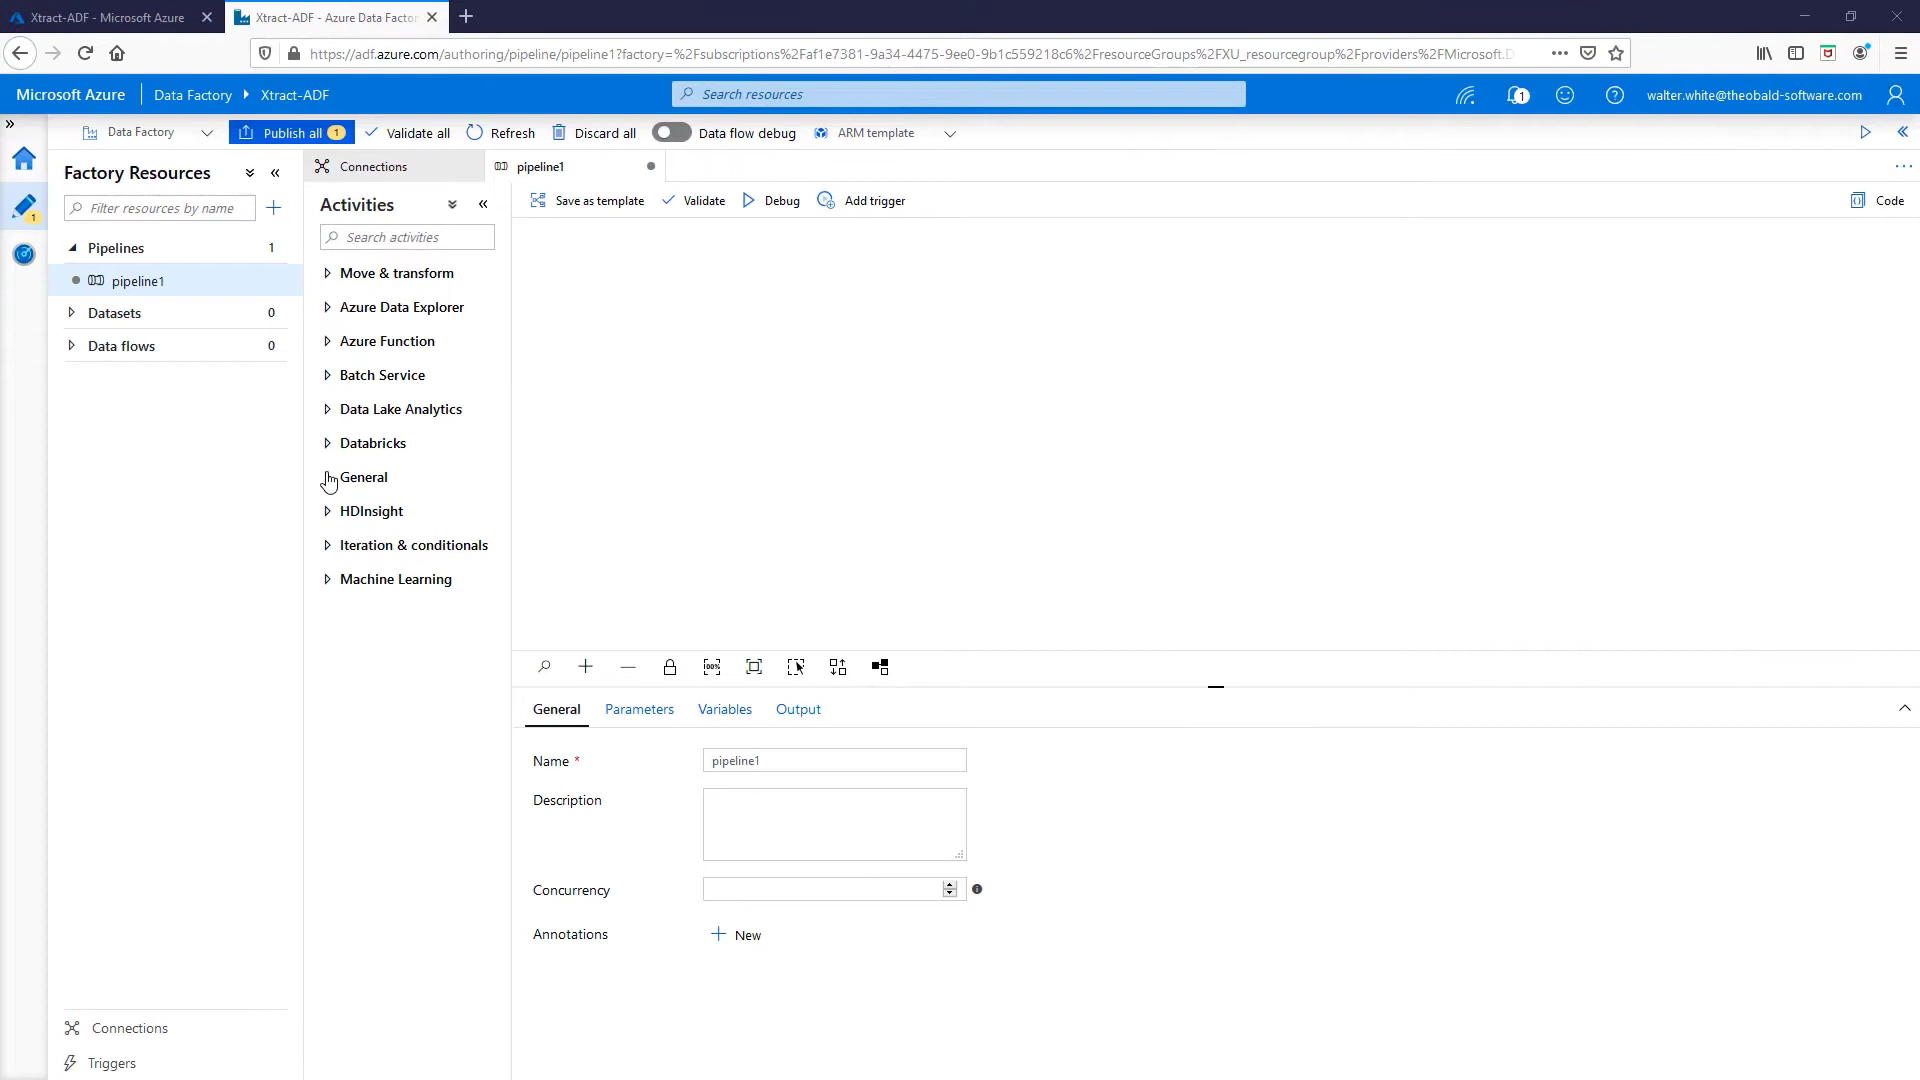 Xtract-ADF - Microsoft Azure
Xtract-ADF - Azure Data Factor
https://adf.azure.com/authoring/pipeline/pipeline1?factory=%2Fsubscriptions%2Faf1e7381-9a34-4475-9ee0-9b1c559218c6%2FresourceGroups%2FXU_resourcegroup%2Fproviders%2FMicrosoft.D
Microsoft Azure
Data Factory
Xtract-ADF
Search resources
1
walter.white@theobald-software.com
Data Factory
Publish all
1
Validate all
Refresh
Discard all
Data flow debug
ARM template
Factory Resources
Filter resources by name
1
Pipelines
1
pipeline1
Datasets
0
Data flows
0
Connections
Triggers
Connections
pipeline1
Activities
Search activities
Move & transform
Azure Data Explorer
Azure Function
Batch Service
Data Lake Analytics
Databricks
General
HDInsight
Iteration & conditionals
Machine Learning
Save as template
Validate
Debug
Add trigger
Code
100%
General
Parameters
Variables
Output
Name *
pipeline1
Description
Concurrency
Annotations
New